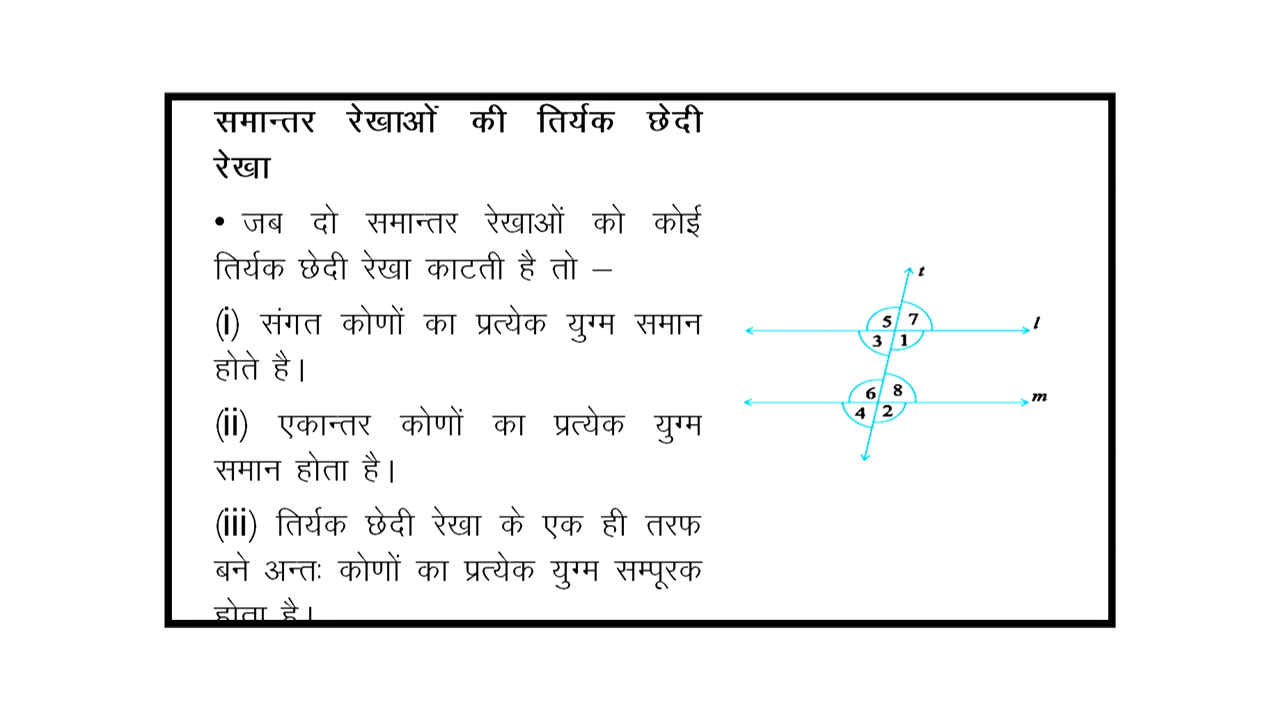 समान्तर रेखाओं की तिर्यक छेदी
रेखा
• जब दो समान्तर रेखाओं को कोई
तिर्यक छेदी रेखा काटती है तो –
(i) संगत कोणों का प्रत्येक युग्म समान
होते है।
(ii) एकान्तर कोणों का प्रत्येक युग्म
समान होता है।
(iii) तिर्यक छेदी रेखा के एक ही तरफ
बने अन्तः कोणों का प्रत्येक युग्म सम्पूरक
होता है।
t
5 7
l
3 1
6 8
m
4 2